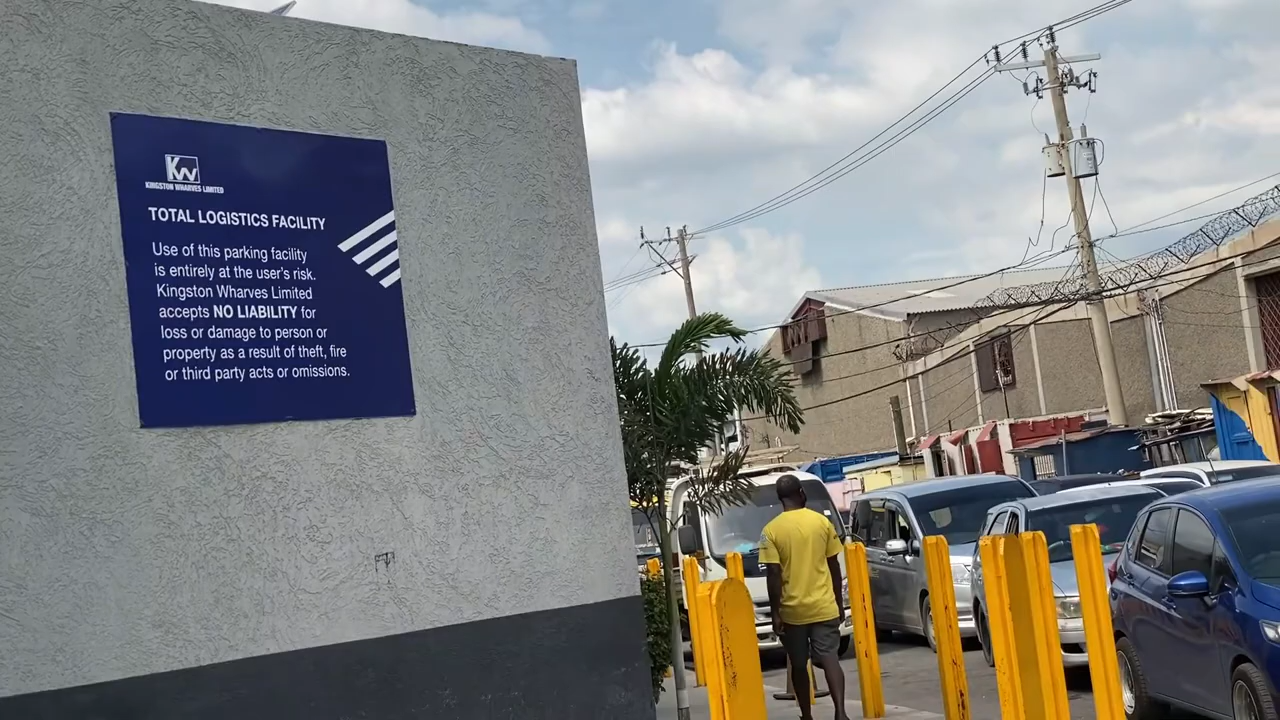 KW
KINGSTON WHARVES LIMITED
TOTAL LOGISTICS FACILITY
Use of this parking facility
is entirely at the user's risk.
Kingston Wharves Limited
accepts NO LIABILITY for
loss or damage to person or
property as a result of theft, fire
or third party acts or omissions.